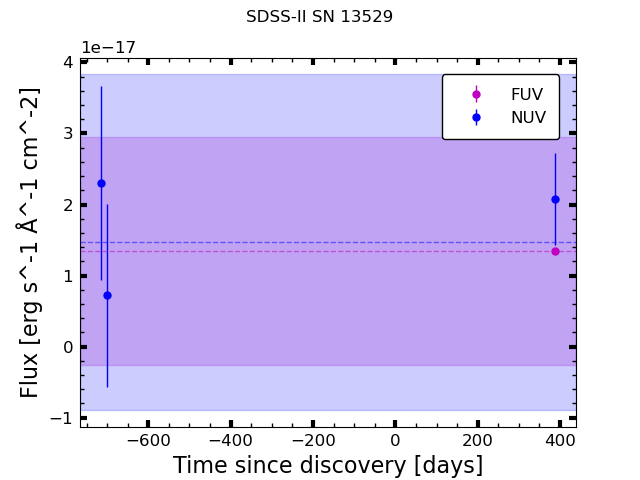 SDSS-II SN 13529
1e−17
4
3
2
1
0
−1
Flux [erg s^-1 Å^-1 cm^-2]
FUV
NUV
−600 −400 −200 0 200 400
Time since discovery [days]